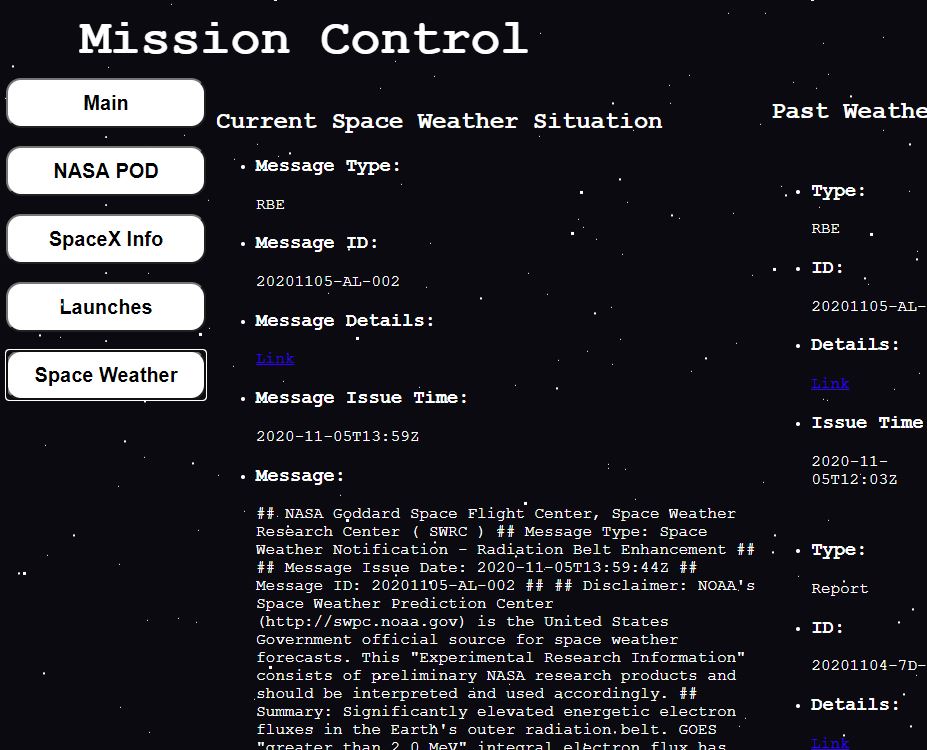 Mission Control
Main
NASA POD
SpaceX Info
Launches
Space Weather
Current Space Weather Situation
Message Type:
RBE
Message ID:
20201105-AL-002
Message Details:
Link
Message Issue Time:
2020-11-05T13:59Z
Message:
## NASA Goddard Space Flight Center, Space Weather
Research Center ( SWRC ) ## Message Type: Space
Weather Notification - Radiation Belt Enhancement ##
## Message Issue Date: 2020-11-05T13:59:44Z ##
Message ID: 20201105-AL-002 ## ## Disclaimer: NOAA's
Space Weather Prediction Center
(http://swpc.noaa.gov) is the United States
Government official source for space weather
forecasts. This "Experimental Research Information"
consists of preliminary NASA research products and
should be interpreted and used accordingly. ##
Summary: Significantly elevated energetic electron
fluxes in the Earth's outer radiation belt. GOES
"greater than 2.0 MeV" integral electron flux has
Past Weathe
Type:
RBE
ID:
20201105-AL-
Details:
Link
Issue Time
2020-11-
05T12:03Z
Type:
Report
ID:
20201104-7D-
Details:
Link